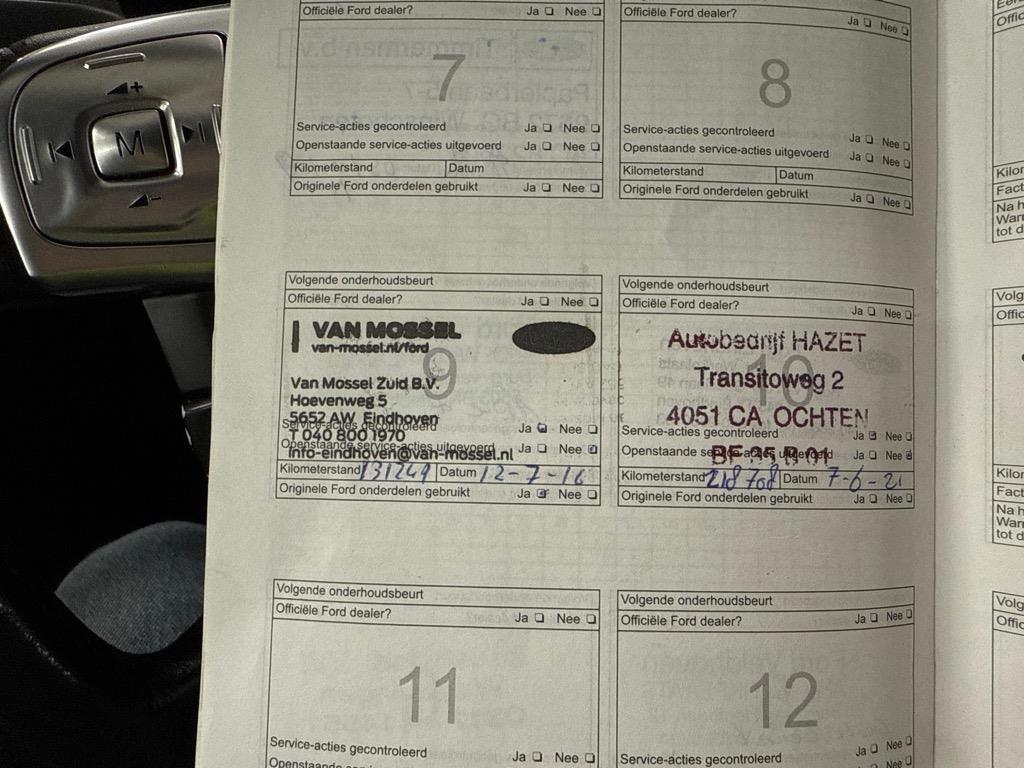 M
Officiële Ford dealer? Ja Nee
7
Service-acties gecontroleerd Ja Nee
Openstaande service-acties uitgevoerd Ja Nee
Kilometerstand Datum
Originele Ford onderdelen gebruikt Ja Nee
Officiële Ford dealer? Ja Nee
8
Service-acties gecontroleerd Ja Nee
Openstaande service-acties uitgevoerd Ja Nee
Kilometerstand Datum
Originele Ford onderdelen gebruikt Ja Nee
Volgende onderhoudsbeurt
Officiële Ford dealer? Ja Nee
VAN MOSSEL
van-mossel.nl/ford
9
Van Mossel Zuid B.V.
Hoevenweg 5
5652 AW Eindhoven
Service-acties gecontroleerd Ja Nee
T 040 800 1970
Openstaande service-acties uitgevoerd Ja Nee
info-eindhoven@van-mossel.nl
Kilometerstand 131249 Datum 12-7-16
Originele Ford onderdelen gebruikt Ja Nee
Volgende onderhoudsbeurt
Officiële Ford dealer? Ja Nee
Autobedrijf HAZET
10
Transitoweg 2
4051 CA OCHTEN
Service-acties gecontroleerd Ja Nee
Openstaande service-acties uitgevoerd Ja Nee
Kilometerstand 218708 Datum 7-6-21
Originele Ford onderdelen gebruikt Ja Nee
Volgende onderhoudsbeurt
Officiële Ford dealer? Ja Nee
11
Service-acties gecontroleerd Ja Nee
Volgende onderhoudsbeurt
Officiële Ford dealer? Ja Nee
12
Service-acties gecontroleerd Ja Nee
Na h
tot d
Na h
tot d